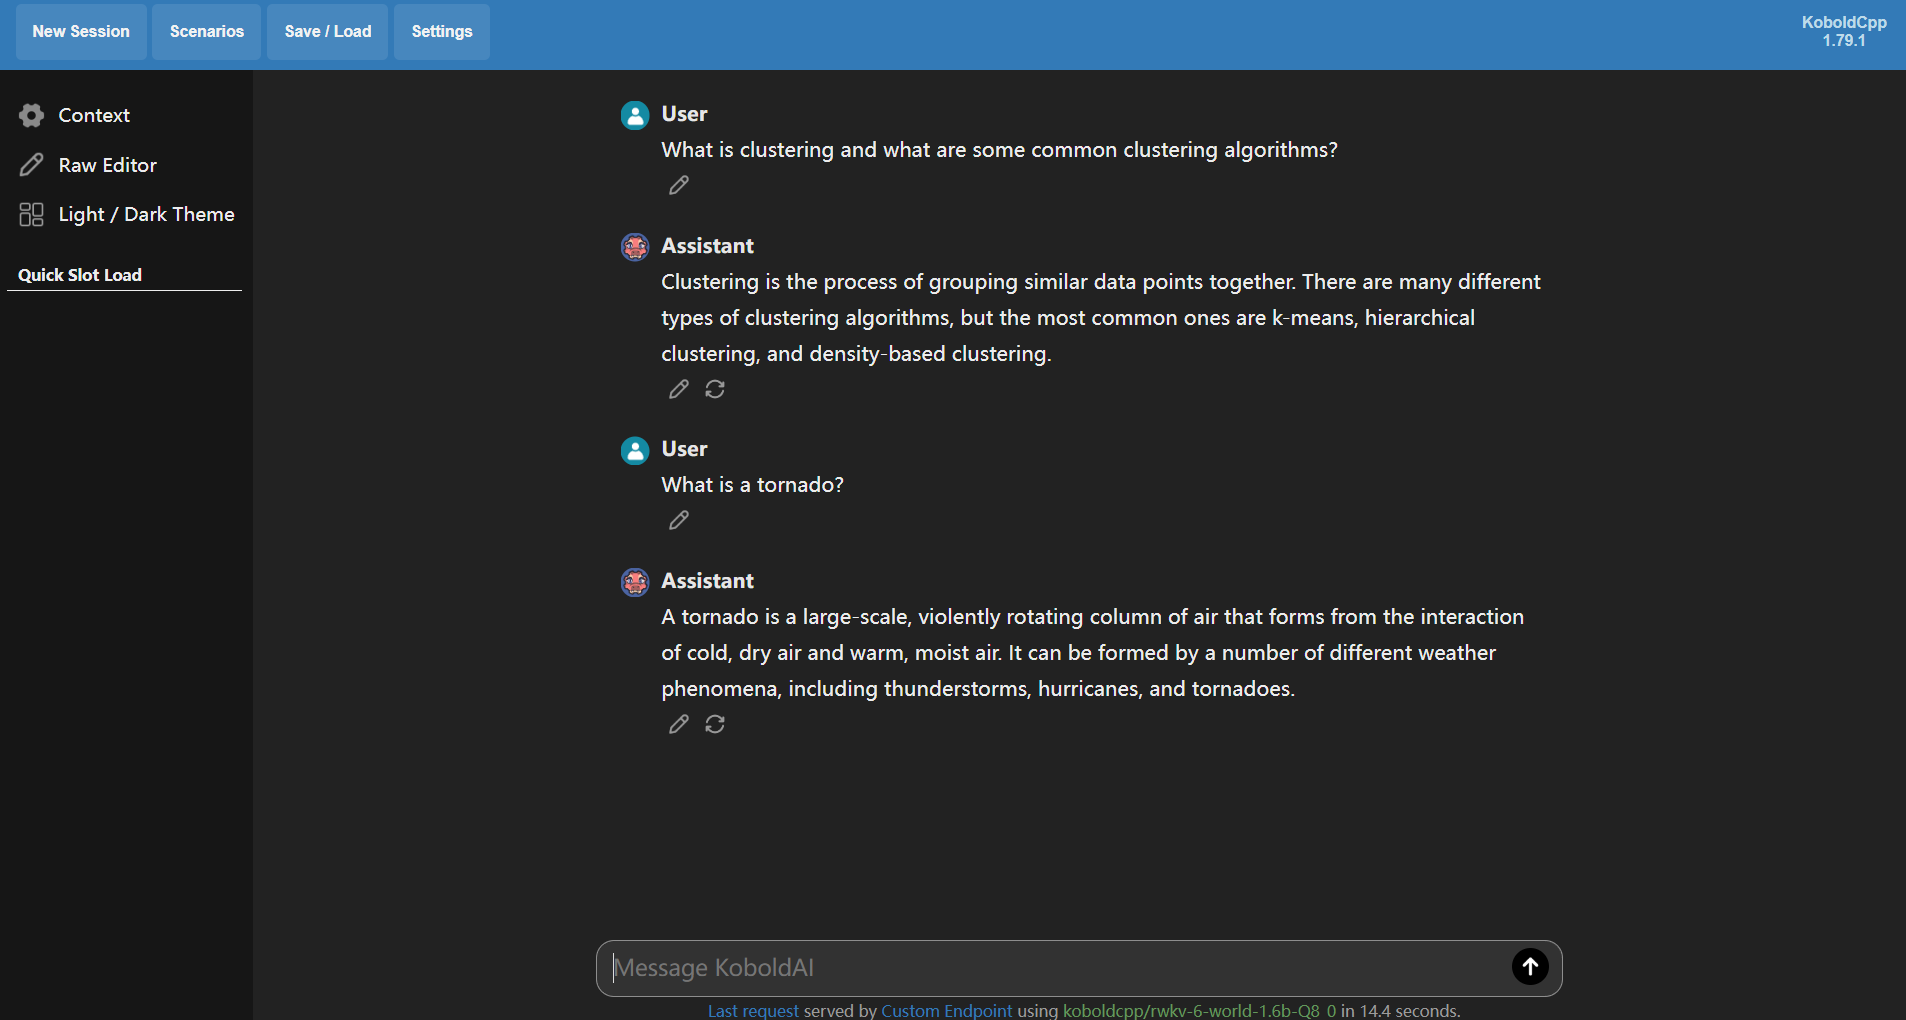 New Session
Scenarios
Save / Load
Settings
KoboldCpp
1.79.1
Context
Raw Editor
Light / Dark Theme
Quick Slot Load
User
What is clustering and what are some common clustering algorithms?
Assistant
Clustering is the process of grouping similar data points together. There are many different
types of clustering algorithms, but the most common ones are k-means, hierarchical
clustering, and density-based clustering.
User
What is a tornado?
Assistant
A tornado is a large-scale, violently rotating column of air that forms from the interaction
of cold, dry air and warm, moist air. It can be formed by a number of different weather
phenomena, including thunderstorms, hurricanes, and tornadoes.
Message KoboldAI
Last request served by Custom Endpoint using koboldcpp/rwkv-6-world-1.6b-Q8_0 in 14.4 seconds.